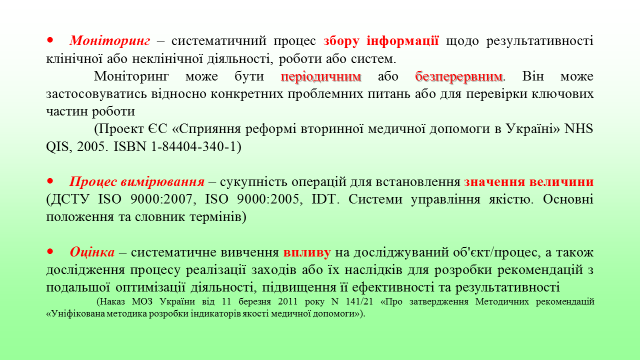 • Моніторинг – систематичний процес збору інформації щодо результативності
клінічної або неклінічної діяльності, роботи або систем.
Моніторинг може бути періодичним або безперервним. Він може
застосовуватись відносно конкретних проблемних питань або для перевірки ключових
частин роботи
(Проект ЄС «Сприяння реформі вторинної медичної допомоги в Україні» NHS
QIS, 2005. ISBN 1-84404-340-1)
• Процес вимірювання – сукупність операцій для встановлення значення величини
(ДСТУ ISO 9000:2007, ISO 9000:2005, IDT. Системи управління якістю. Основні
положення та словник термінів)
• Оцінка – систематичне вивчення впливу на досліджуваний об'єкт/процес, а також
дослідження процесу реалізації заходів або їх наслідків для розробки рекомендацій з
подальшої оптимізації діяльності, підвищення її ефективності та результативності
(Наказ МОЗ України від 11 березня 2011 року N 141/21 «Про затвердження Методичних рекомендацій
«Уніфікована методика розробки індикаторів якості медичної допомоги»).